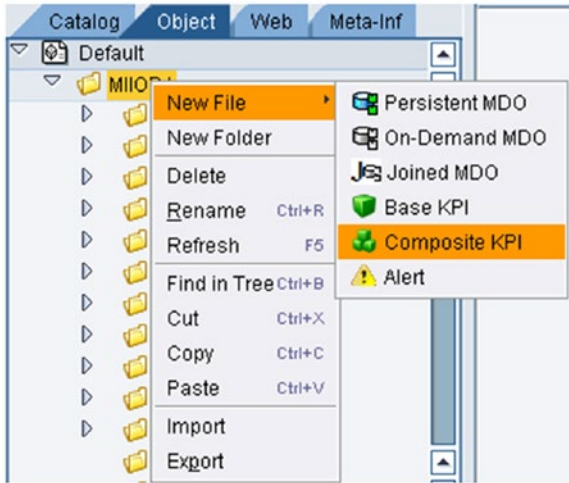 Catalog Object Web Meta-Inf
Default
New File Persistent MDO
New Folder On-Demand MDO
Delete Joined MDO
Rename Ctrl+R Base KPI
Refresh F5 Composite KPI
Find in Tree Ctrl+B Alert
Cut Ctrl+X
Copy Ctrl+C
Paste Ctrl+V
Import
Export